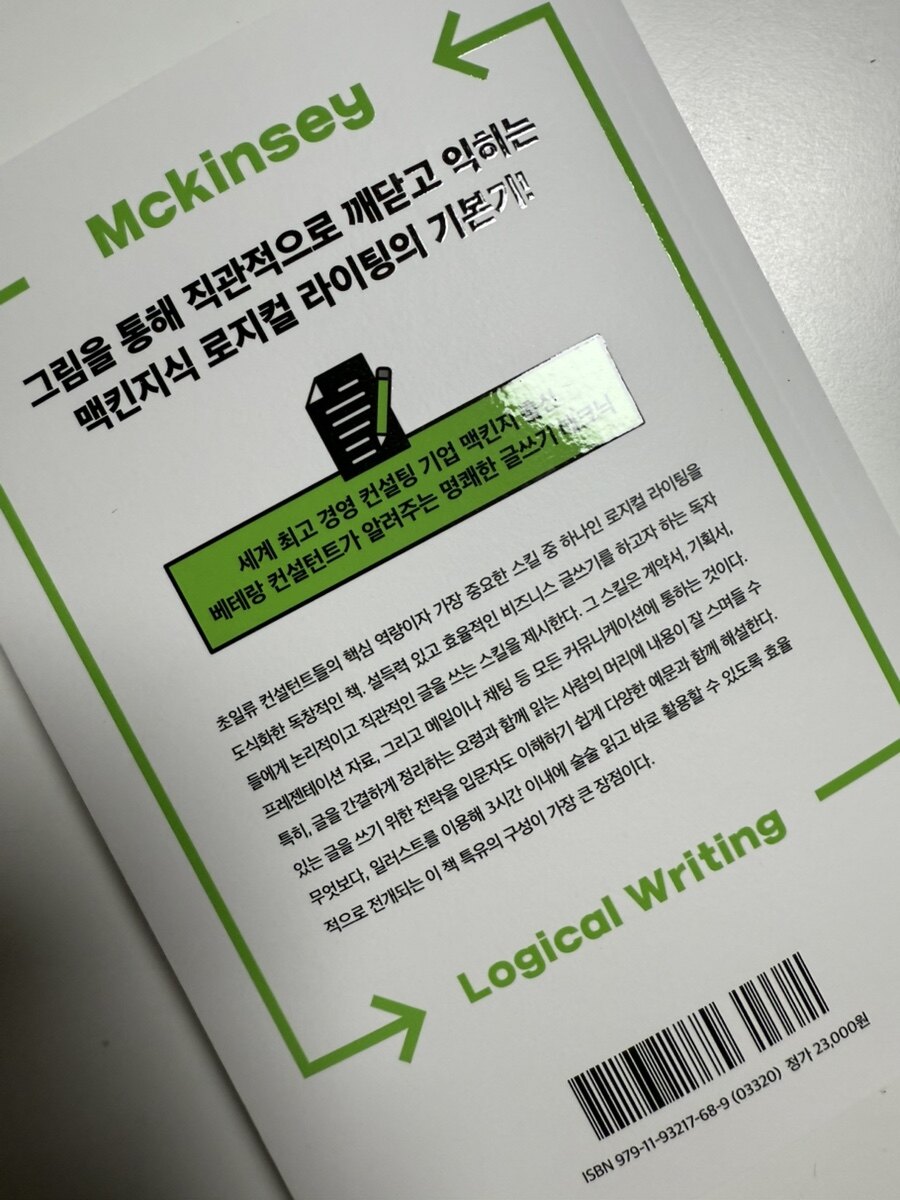 Mckinsey
그림을 통해 직관적으로 깨닫고 익히는
맥킨지식 로지컬 라이팅의 기본기!
세계 최고 경영 컨설팅 기업 맥킨지 출신
베테랑 컨설턴트가 알려주는 명쾌한 글쓰기 테크닉
초일류 컨설턴트들의 핵심 역량이자 가장 중요한 스킬 중 하나인 로지컬 라이팅을
도식화한 독창적인 책. 설득력 있고 효율적인 비즈니스 글쓰기를 하고자 하는 독자
들에게 논리적이고 직관적인 글을 쓰는 스킬을 제시한다. 그 스킬은 계약서, 기획서,
프레젠테이션 자료, 그리고 메일이나 채팅 등 모든 커뮤니케이션에 통하는 것이다.
특히, 글을 간결하게 정리하는 요령과 함께 읽는 사람의 머리에 내용이 잘 스며들 수
있는 글을 쓰기 위한 전략을 입문자도 이해하기 쉽게 다양한 예문과 함께 해설한다.
무엇보다, 일러스트를 이용해 3시간 이내에 술술 읽고 바로 활용할 수 있도록 효율
적으로 전개되는 이 책 특유의 구성이 가장 큰 장점이다.
Logical Writing
ISBN 979-11-93217-68-9 (03320) 정가 23,000원